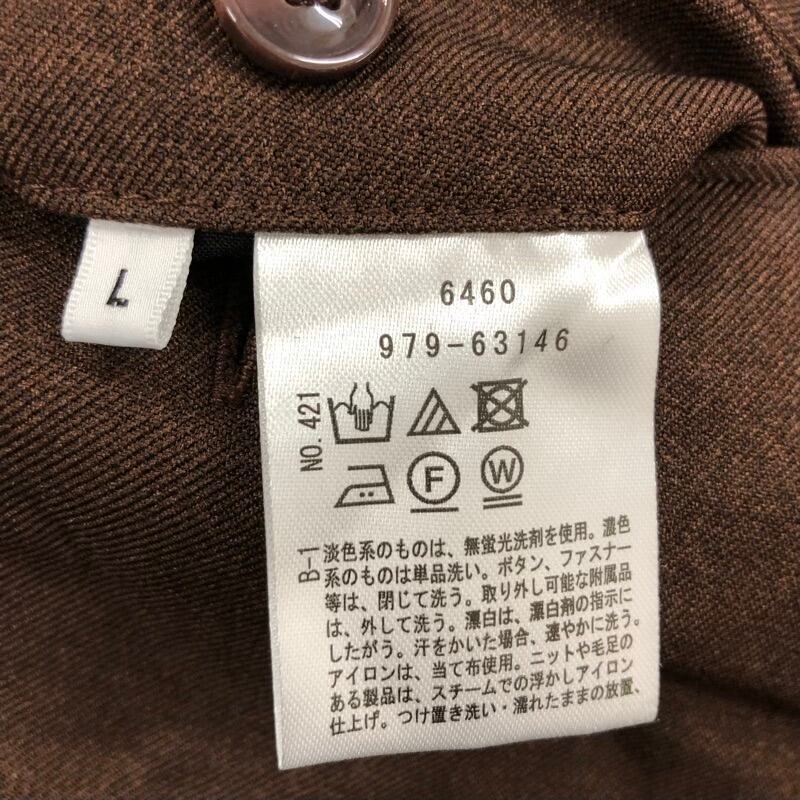 L
6460
979-63146
NO. 421
F
W
B-1
淡色系のものは、無蛍光洗剤を使用。濃色
系のものは単品洗い。ボタン、ファスナー
等は、閉じて洗う。取り外し可能な附属品
は、外して洗う。漂白は、漂白剤の指示に
したがう。汗をかいた場合、速やかに洗う。
アイロンは、当て布使用。ニットや毛足の
ある製品は、スチームでの浮かしアイロン
仕上げ。つけ置き洗い・濡れたままの放置、